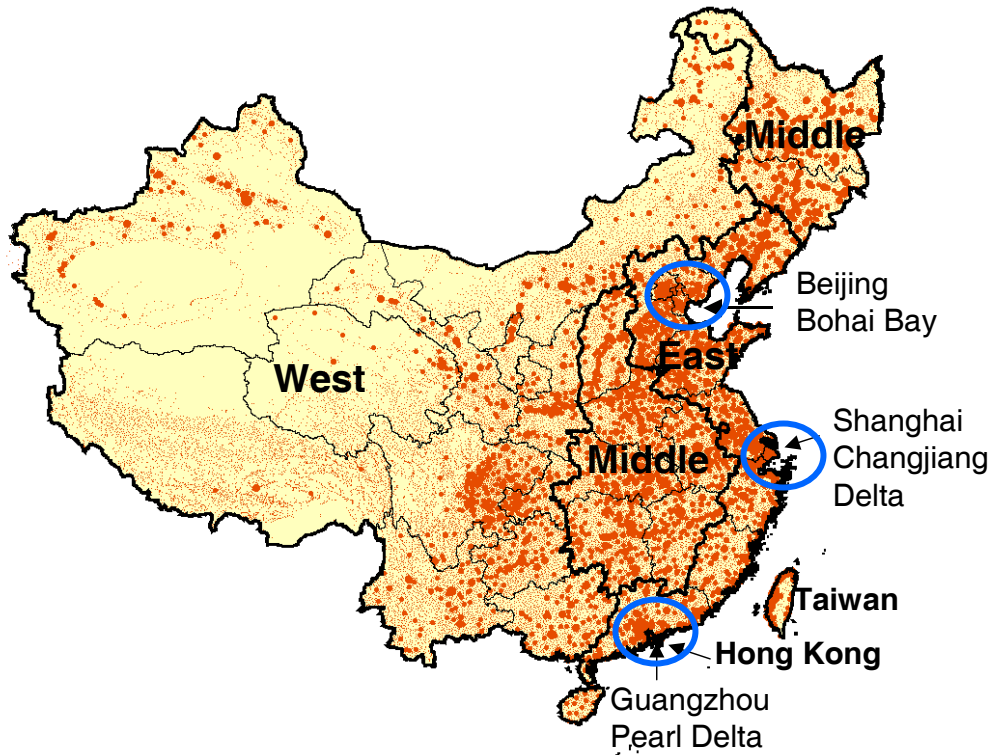 Middle
Beijing
Bohai Bay
East
West
Shanghai
Changjiang
Delta
Middle
Taiwan
Hong Kong
Guangzhou
Pearl Delta